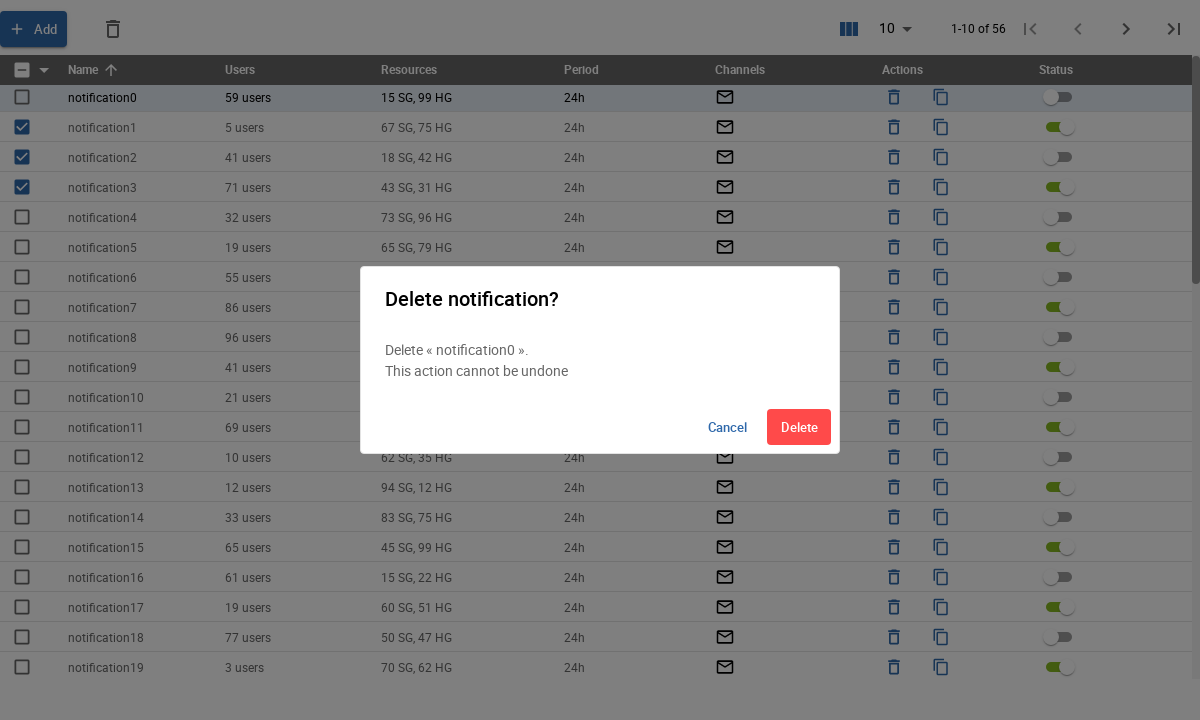 Add 10 1-10 of 56
Name Users Resources Period Channels Actions Status
notification0 59 users 15 SG, 99 HG 24h
notification1 5 users 67 SG, 75 HG 24h
notification2 41 users 18 SG, 42 HG 24h
notification3 71 users 43 SG, 31 HG 24h
notification4 32 users 73 SG, 96 HG 24h
notification5 19 users 65 SG, 79 HG 24h
notification6 55 users
notification7 86 users
notification8 96 users
notification9 41 users
notification10 21 users
notification11 69 users
notification12 10 users 62 SG, 35 HG 24h
notification13 12 users 94 SG, 12 HG 24h
notification14 33 users 83 SG, 75 HG 24h
notification15 65 users 45 SG, 99 HG 24h
notification16 61 users 15 SG, 22 HG 24h
notification17 19 users 60 SG, 51 HG 24h
notification18 77 users 50 SG, 47 HG 24h
notification19 3 users 70 SG, 62 HG 24h
Delete notification?
Delete « notification0 ».
This action cannot be undone
Cancel Delete